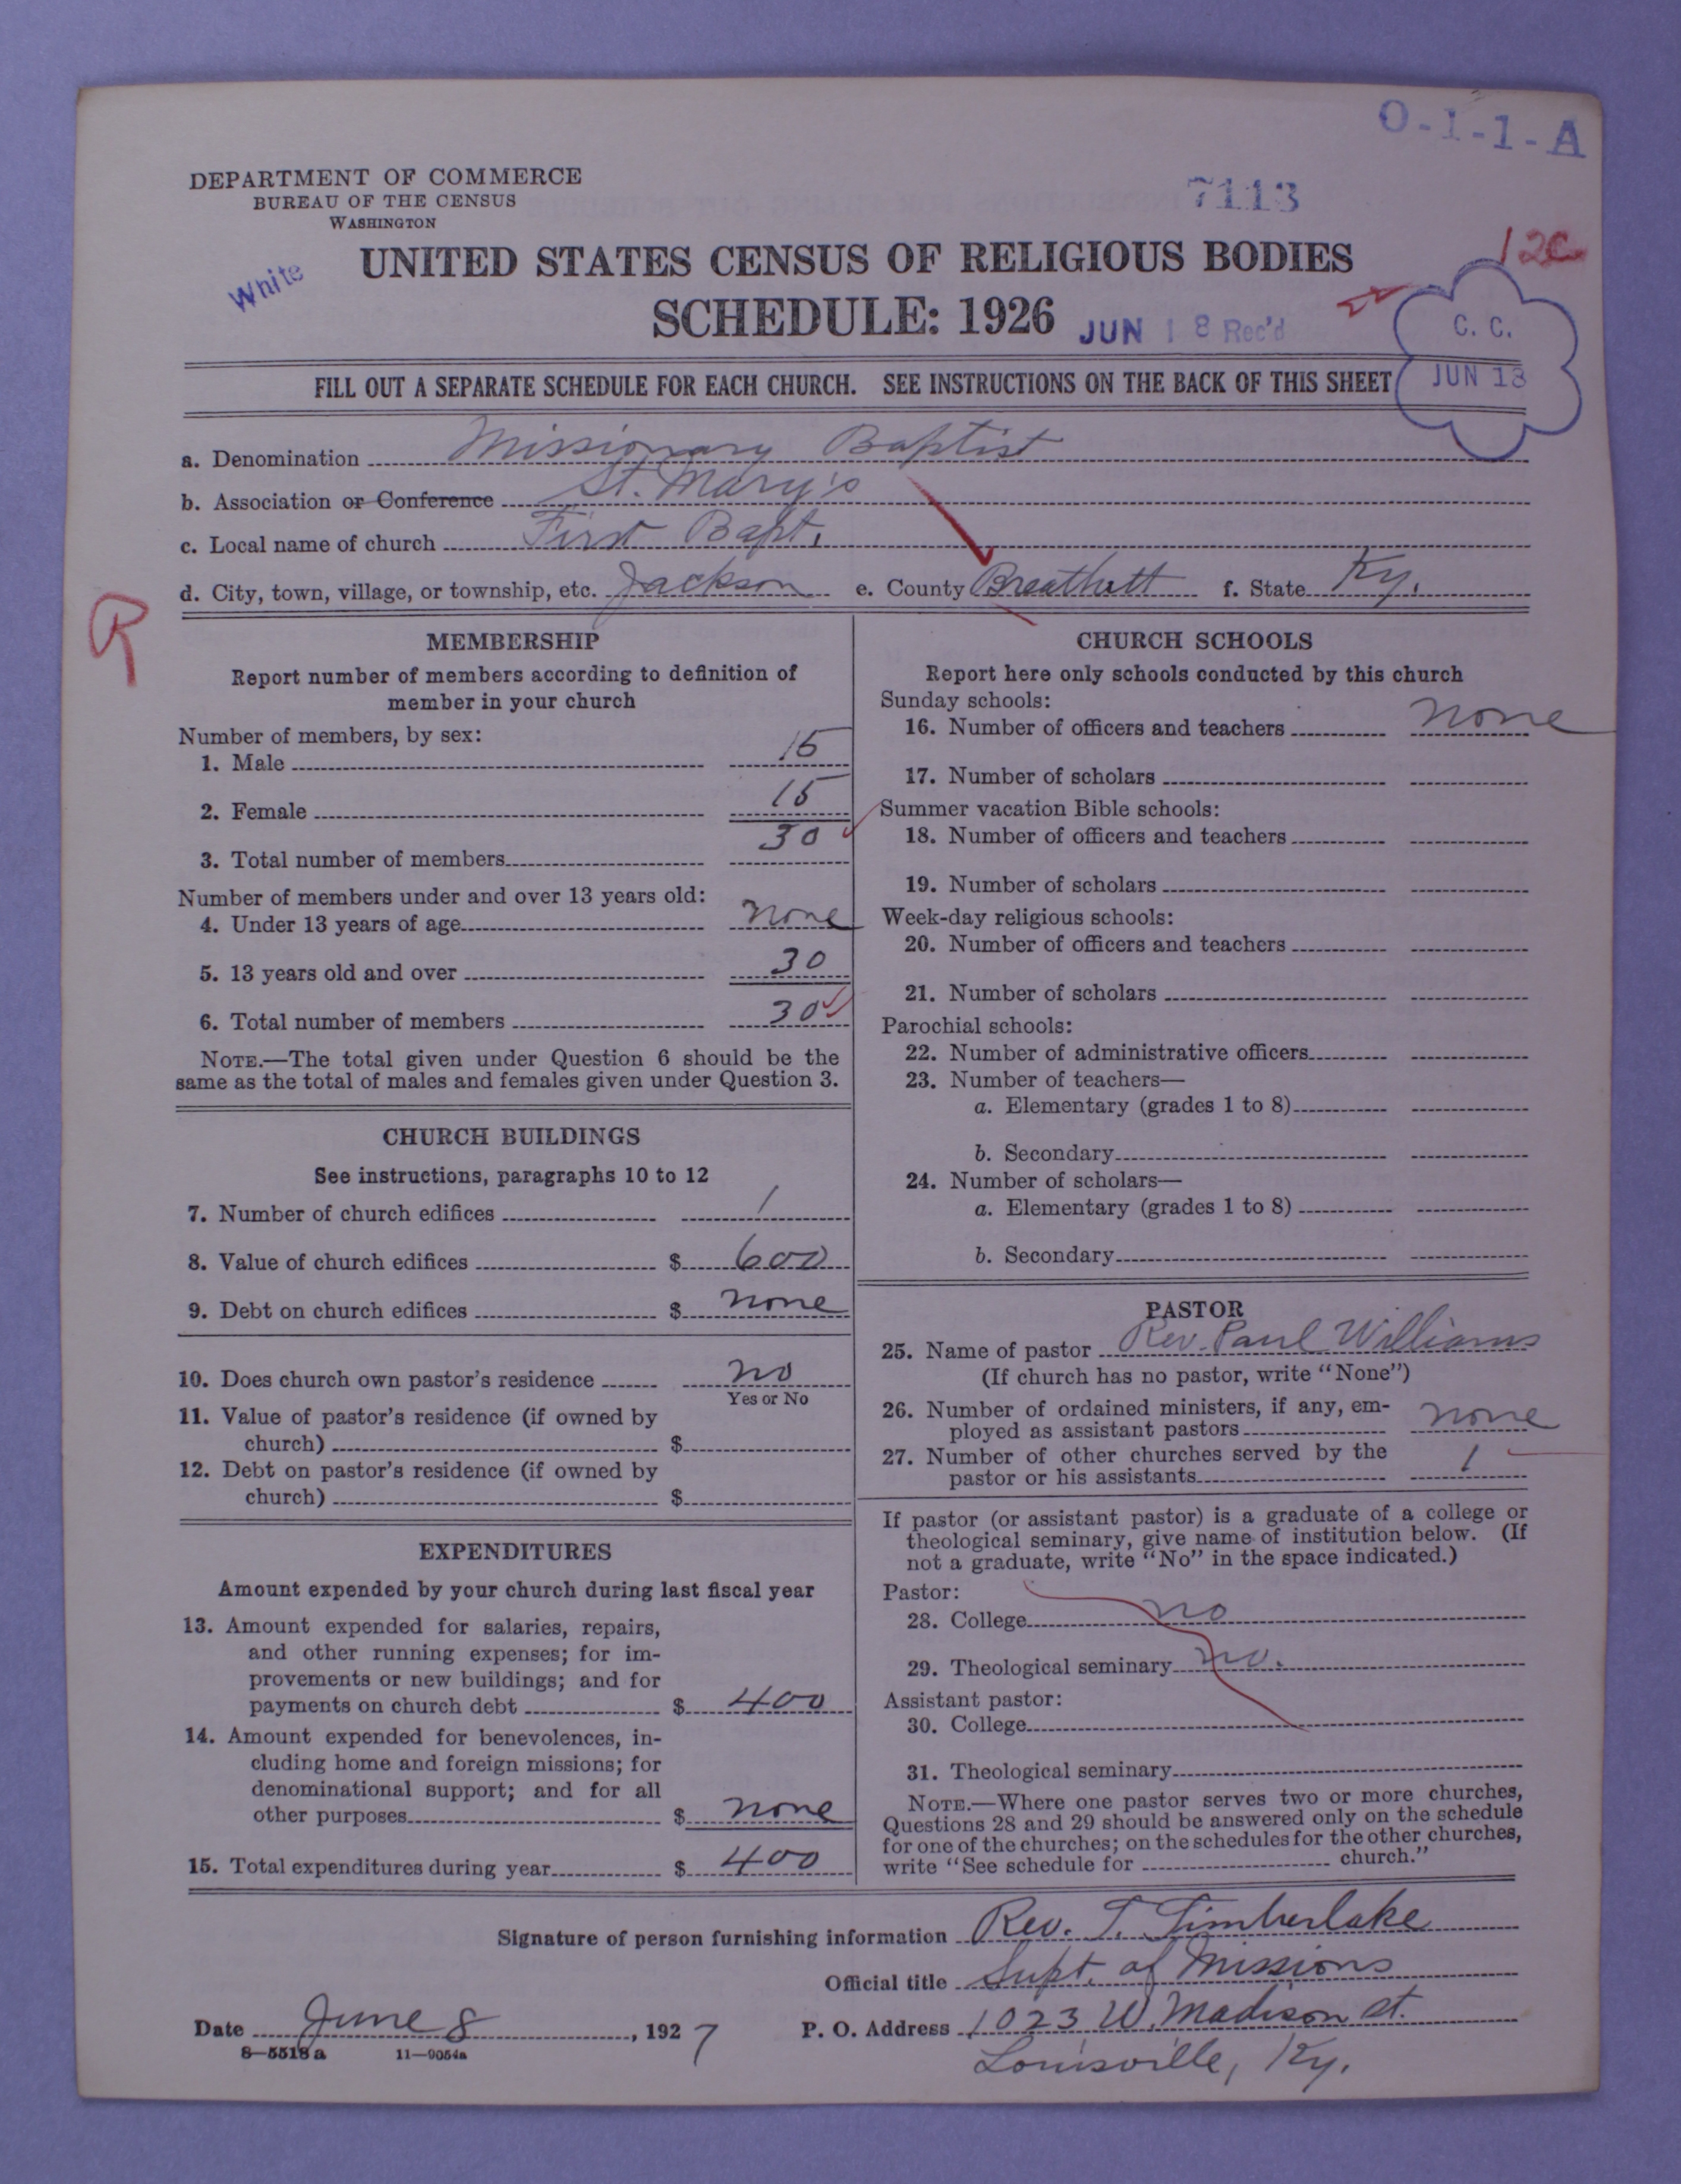 O-1-1-A
DEPARTMENT OF COMMERCE
BUREAU OF THE CENSUS
WASHINGTON
7113
12C
White
UNITED STATES CENSUS OF RELIGIOUS BODIES
SCHEDULE: 1926
JUN 18 Rec'd
C. C.
JUN 18
FILL OUT A SEPARATE SCHEDULE FOR EACH CHURCH. SEE INSTRUCTIONS ON THE BACK OF THIS SHEET
a. Denomination Missionary Baptist
b. Association or Conference St. Mary's
c. Local name of church First Bapt.
d. City, town, village, or township, etc. Jackson e. County Breathitt f. State Ky.
R
MEMBERSHIP
Report number of members according to definition of
member in your church
Number of members, by sex:
1. Male 15
2. Female 15
3. Total number of members 30
Number of members under and over 13 years old:
4. Under 13 years of age none
5. 13 years old and over 30
6. Total number of members 30
NOTE.—The total given under Question 6 should be the
same as the total of males and females given under Question 3.
CHURCH BUILDINGS
See instructions, paragraphs 10 to 12
7. Number of church edifices 1
8. Value of church edifices $ 600
9. Debt on church edifices $ none
10. Does church own pastor's residence no
Yes or No
11. Value of pastor's residence (if owned by
church) $
12. Debt on pastor's residence (if owned by
church) $
EXPENDITURES
Amount expended by your church during last fiscal year
13. Amount expended for salaries, repairs,
and other running expenses; for im-
provements or new buildings; and for
payments on church debt $ 400
14. Amount expended for benevolences, in-
cluding home and foreign missions; for
denominational support; and for all
other purposes $ none
15. Total expenditures during year $ 400
CHURCH SCHOOLS
Report here only schools conducted by this church
Sunday schools:
16. Number of officers and teachers none
17. Number of scholars
Summer vacation Bible schools:
18. Number of officers and teachers
19. Number of scholars
Week-day religious schools:
20. Number of officers and teachers
21. Number of scholars
Parochial schools:
22. Number of administrative officers
23. Number of teachers—
a. Elementary (grades 1 to 8)
b. Secondary
24. Number of scholars—
a. Elementary (grades 1 to 8)
b. Secondary
PASTOR
25. Name of pastor Rev. Paul Williams
(If church has no pastor, write "None")
26. Number of ordained ministers, if any, em-
ployed as assistant pastors none
27. Number of other churches served by the
pastor or his assistants 1
If pastor (or assistant pastor) is a graduate of a college or
theological seminary, give name of institution below. (If
not a graduate, write "No" in the space indicated.)
Pastor:
28. College no
29. Theological seminary no.
Assistant pastor:
30. College
31. Theological seminary
NOTE.—Where one pastor serves two or more churches,
Questions 28 and 29 should be answered only on the schedule
for one of the churches; on the schedules for the other churches,
write "See schedule for church."
Signature of person furnishing information Rev. T. Timberlake
Official title Supt. of Missions
Date June 8, 1927 P. O. Address 1023 W. Madison st.
8—5518a 11—9054a
Louisville, Ky.